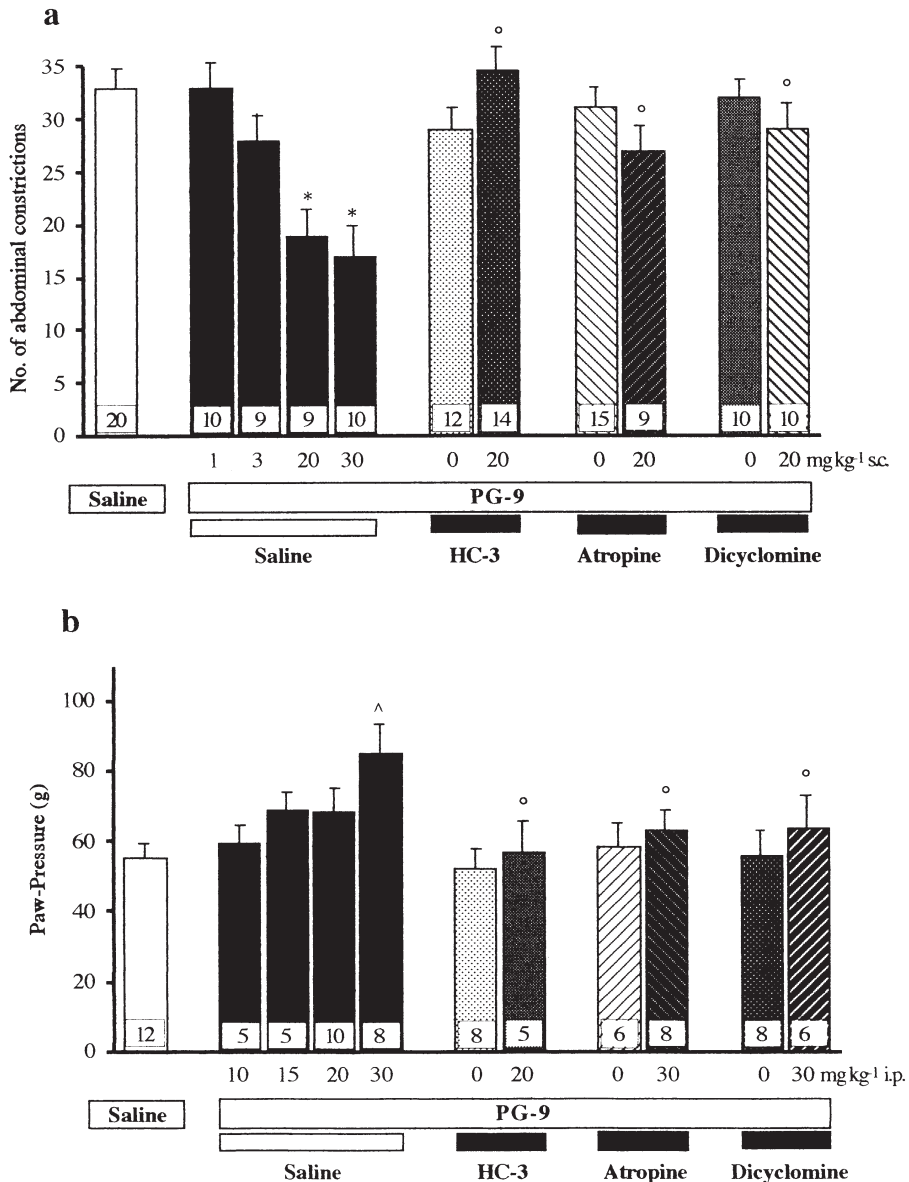 a
No. of abdominal constrictions
35
30
25
20
15
10
5
0
° 
* *
° °
20 10 9 9 10 12 14 15 9 10 10
1 3 20 30 0 20 0 20 0 20 mg kg-1 s.c.
Saline PG-9
Saline HC-3 Atropine Dicyclomine
b
Paw-Pressure (g)
100
80
60
40
20
0
^
° ° °
12 5 5 10 8 8 5 6 8 8 6
10 15 20 30 0 20 0 30 0 30 mg kg-1 i.p.
Saline PG-9
Saline HC-3 Atropine Dicyclomine